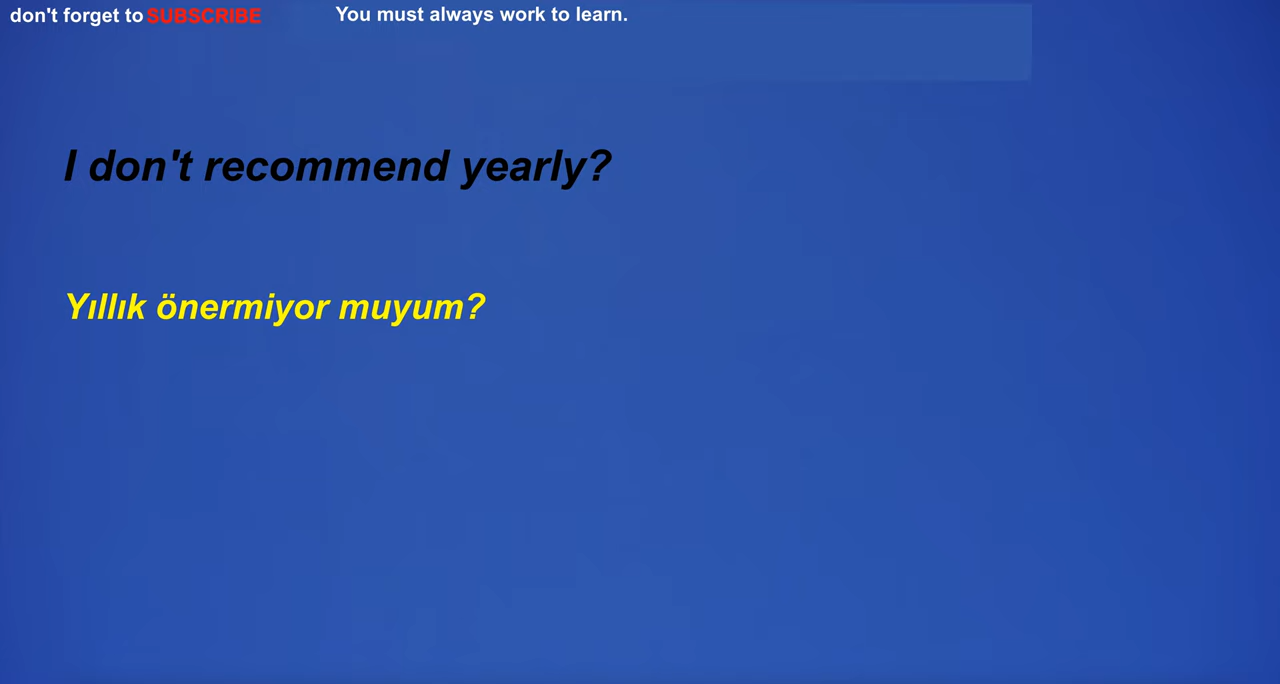 don't forget to SUBSCRIBE You must always work to learn.
I don't recommend yearly?
Yıllık önermiyor muyum?